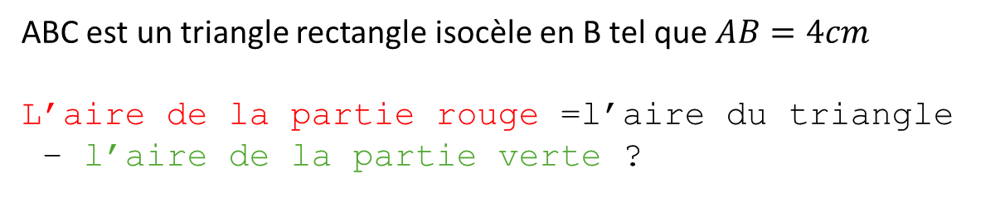 ABC est un triangle rectangle isocèle en B tel que AB = 4cm
L’aire de la partie rouge =l’aire du triangle
– l’aire de la partie verte ?